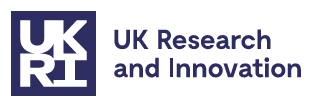 UK
RI
UK Research
and Innovation